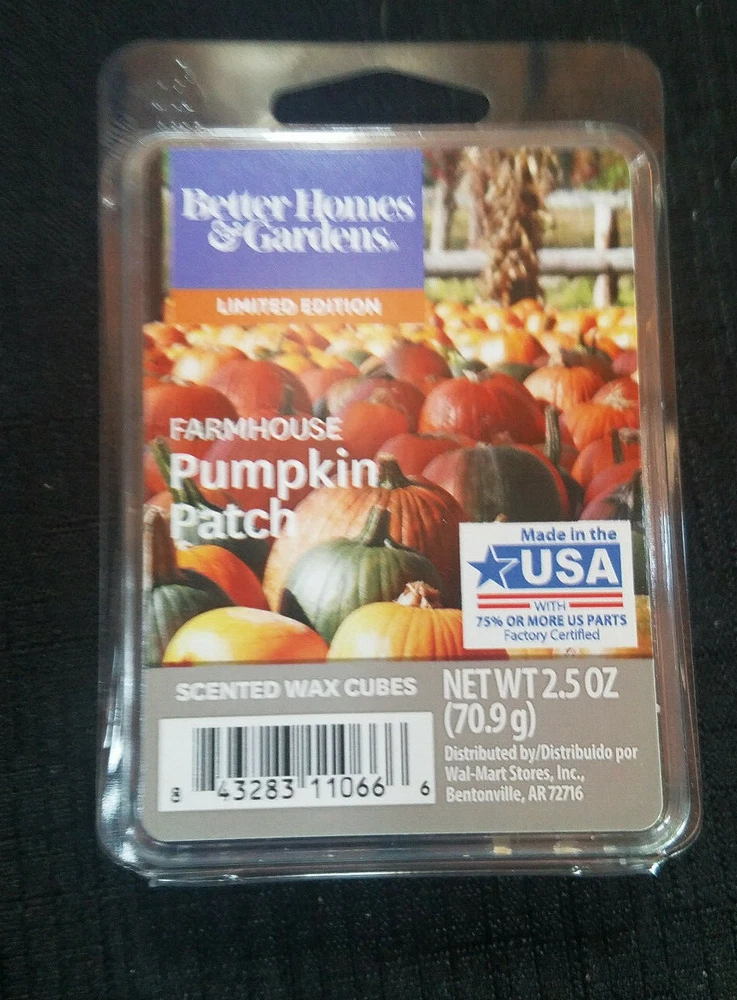 Better Homes
& Gardens®
LIMITED EDITION
FARMHOUSE
Pumpkin
Patch
Made in the
USA
WITH
75% OR MORE US PARTS
Factory Certified
SCENTED WAX CUBES
NET WT 2.5 OZ
(70.9 g)
Distributed by/Distribuido por
Wal-Mart Stores, Inc.,
Bentonville, AR 72716
8 43283 11066 6